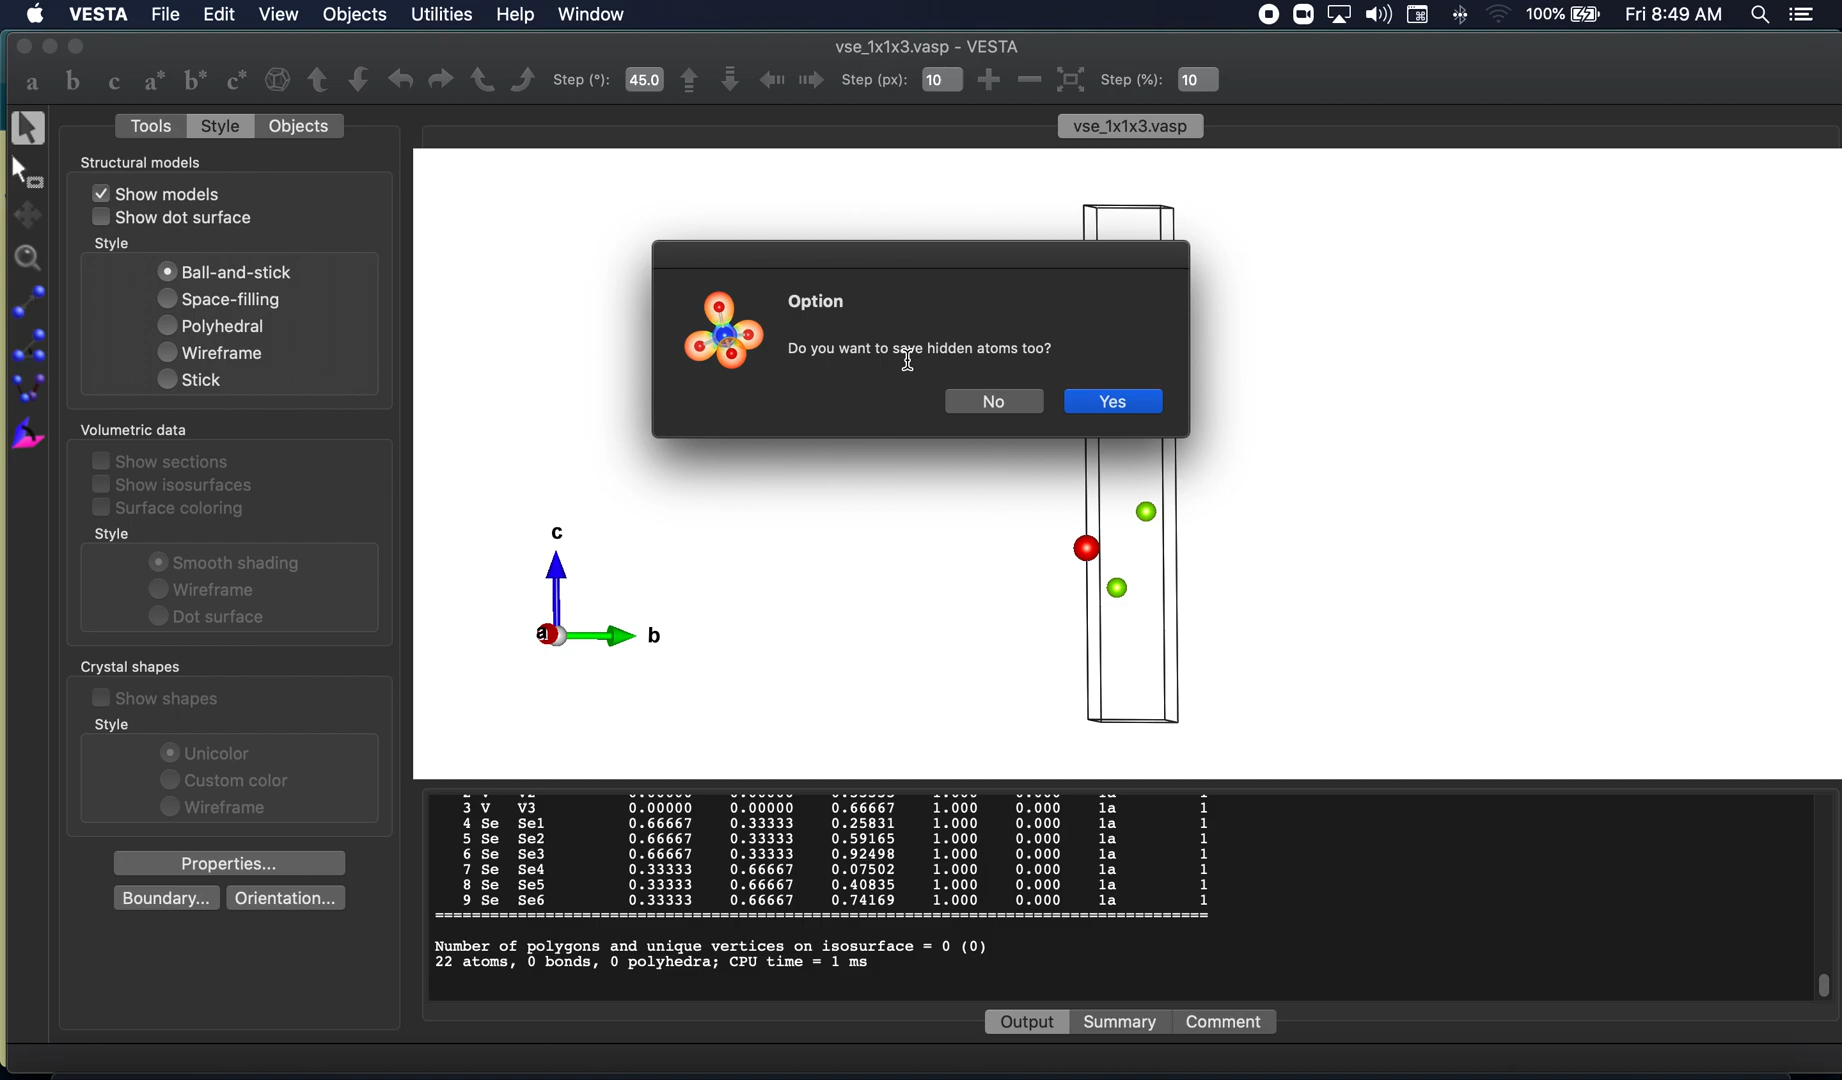 VESTA File Edit View Objects Utilities Help Window 100% Fri 8:49 AM
vse_1x1x3.vasp - VESTA
a b c a* b* c* Step (°): 45.0 Step (px): 10 Step (%): 10
Tools Style Objects
vse_1x1x3.vasp
Structural models
Show models
Show dot surface
Style
Ball-and-stick
Space-filling
Polyhedral
Wireframe
Stick
Volumetric data
Show sections
Show isosurfaces
Surface coloring
Style
Smooth shading
Wireframe
Dot surface
Crystal shapes
Show shapes
Style
Unicolor
Custom color
Wireframe
Properties...
Boundary... Orientation...
Option
Do you want to save hidden atoms too?
No Yes
c
a b
3 V V3 0.00000 0.00000 0.66667 1.000 0.000 1a 1
4 Se Se1 0.66667 0.33333 0.25831 1.000 0.000 1a 1
5 Se Se2 0.66667 0.33333 0.59165 1.000 0.000 1a 1
6 Se Se3 0.66667 0.33333 0.92498 1.000 0.000 1a 1
7 Se Se4 0.33333 0.66667 0.07502 1.000 0.000 1a 1
8 Se Se5 0.33333 0.66667 0.40835 1.000 0.000 1a 1
9 Se Se6 0.33333 0.66667 0.74169 1.000 0.000 1a 1
Number of polygons and unique vertices on isosurface = 0 (0)
22 atoms, 0 bonds, 0 polyhedra; CPU time = 1 ms
Output Summary Comment